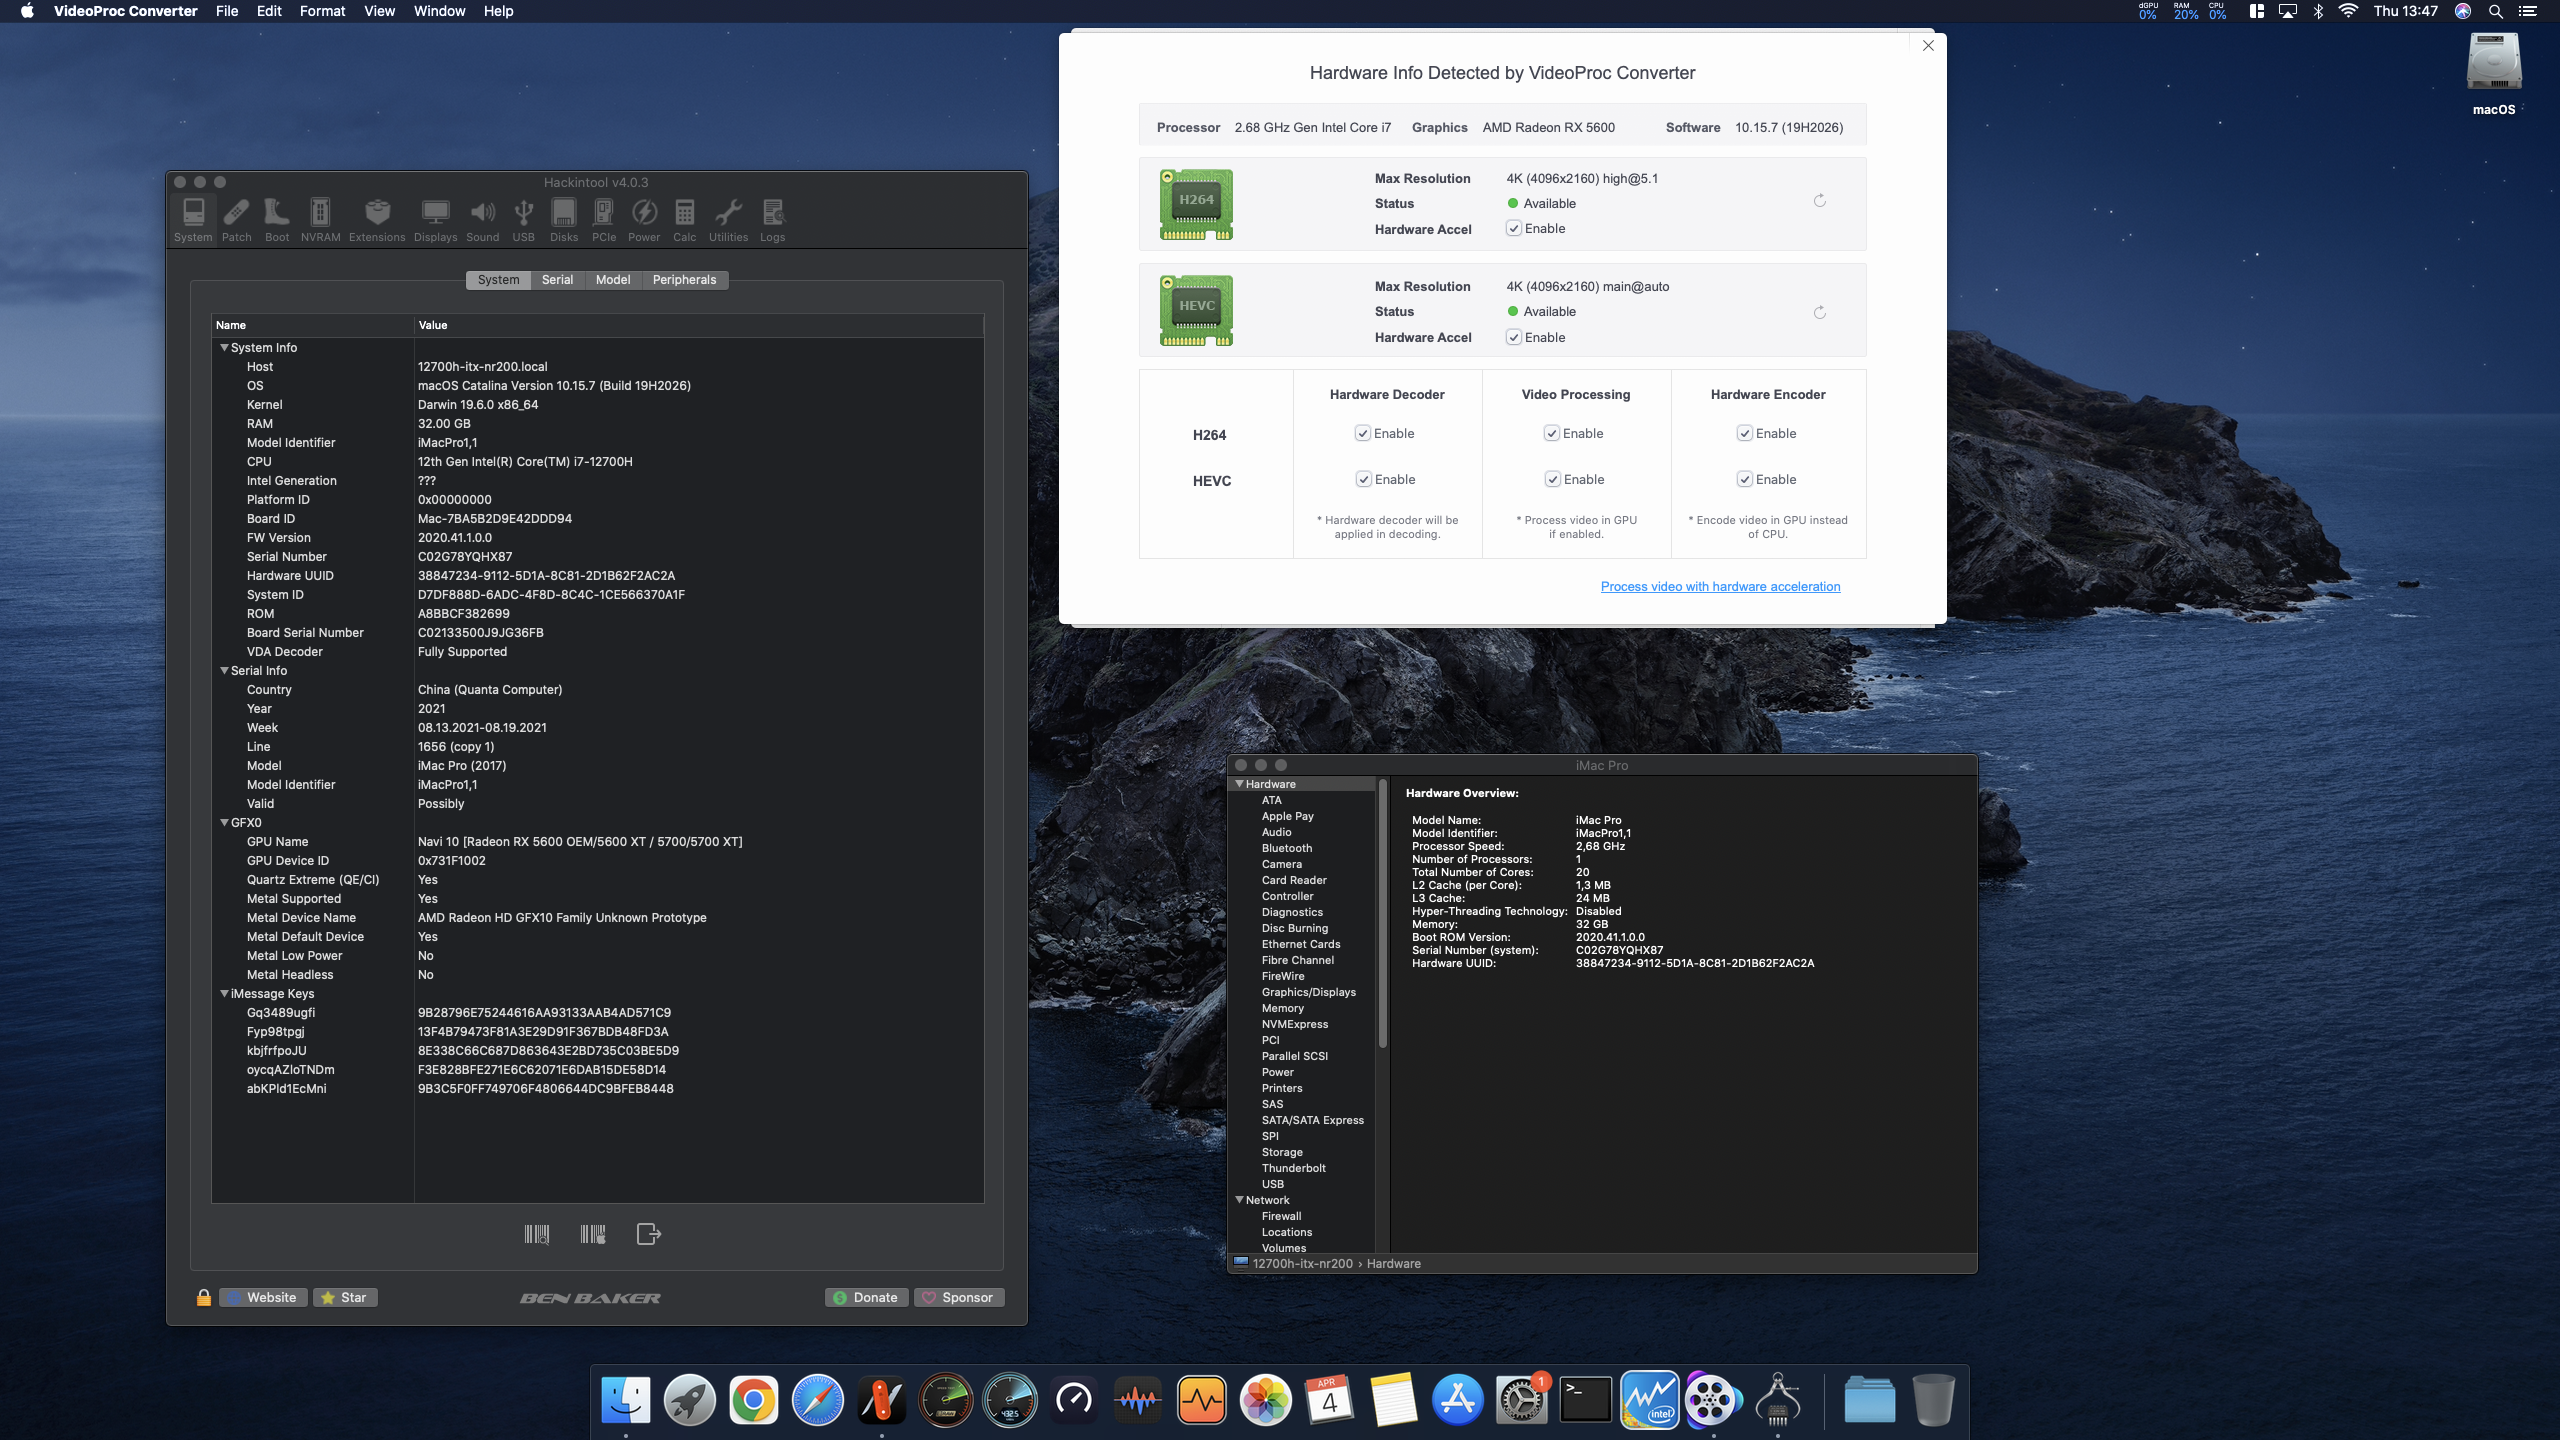 VideoProc Converter File Edit Format View Window Help
dGPU 0% RAM 20% CPU 0% Thu 13:47
macOS
Hackintool v4.0.3
System Patch Boot NVRAM Extensions Displays Sound USB Disks PCIe Power Calc Utilities Logs
System Serial Model Peripherals
Name Value
System Info
Host 12700h-itx-nr200.local
OS macOS Catalina Version 10.15.7 (Build 19H2026)
Kernel Darwin 19.6.0 x86_64
RAM 32.00 GB
Model Identifier iMacPro1,1
CPU 12th Gen Intel(R) Core(TM) i7-12700H
Intel Generation ???
Platform ID 0x00000000
Board ID Mac-7BA5B2D9E42DDD94
FW Version 2020.41.1.0.0
Serial Number C02G78YQHX87
Hardware UUID 38847234-9112-5D1A-8C81-2D1B62F2AC2A
System ID D7DF888D-6ADC-4F8D-8C4C-1CE566370A1F
ROM A8BBCF382699
Board Serial Number C02133500J9JG36FB
VDA Decoder Fully Supported
Serial Info
Country China (Quanta Computer)
Year 2021
Week 08.13.2021-08.19.2021
Line 1656 (copy 1)
Model iMac Pro (2017)
Model Identifier iMacPro1,1
Valid Possibly
GFX0
GPU Name Navi 10 [Radeon RX 5600 OEM/5600 XT / 5700/5700 XT]
GPU Device ID 0x731F1002
Quartz Extreme (QE/CI) Yes
Metal Supported Yes
Metal Device Name AMD Radeon HD GFX10 Family Unknown Prototype
Metal Default Device Yes
Metal Low Power No
Metal Headless No
iMessage Keys
Gq3489ugfi 9B28796E75244616AA93133AAB4AD571C9
Fyp98tpgj 13F4B79473F81A3E29D91F367BDB48FD3A
kbjfrfpoJU 8E338C66C687D863643E2BD735C03BE5D9
oycqAZloTNDm F3E828BFE271E6C62071E6DAB15DE58D14
abKPld1EcMni 9B3C5F0FF749706F4806644DC9BFEB8448
Website Star BEN BAKER Donate Sponsor
Hardware Info Detected by VideoProc Converter
Processor 2.68 GHz Gen Intel Core i7 Graphics AMD Radeon RX 5600 Software 10.15.7 (19H2026)
H264
Max Resolution 4K (4096x2160) high@5.1
Status Available
Hardware Accel Enable
HEVC
Max Resolution 4K (4096x2160) main@auto
Status Available
Hardware Accel Enable
Hardware Decoder Video Processing Hardware Encoder
H264 Enable Enable Enable
HEVC Enable Enable Enable
* Hardware decoder will be applied in decoding.
* Process video in GPU if enabled.
* Encode video in GPU instead of CPU.
Process video with hardware acceleration
iMac Pro
Hardware
ATA
Apple Pay
Audio
Bluetooth
Camera
Card Reader
Controller
Diagnostics
Disc Burning
Ethernet Cards
Fibre Channel
FireWire
Graphics/Displays
Memory
NVMExpress
PCI
Parallel SCSI
Power
Printers
SAS
SATA/SATA Express
SPI
Storage
Thunderbolt
USB
Network
Firewall
Locations
Volumes
Hardware Overview:
Model Name: iMac Pro
Model Identifier: iMacPro1,1
Processor Speed: 2,68 GHz
Number of Processors: 1
Total Number of Cores: 20
L2 Cache (per Core): 1,3 MB
L3 Cache: 24 MB
Hyper-Threading Technology: Disabled
Memory: 32 GB
Boot ROM Version: 2020.41.1.0.0
Serial Number (system): C02G78YQHX87
Hardware UUID: 38847234-9112-5D1A-8C81-2D1B62F2AC2A
12700h-itx-nr200 › Hardware
432.5
APR
4
1
>_
intel